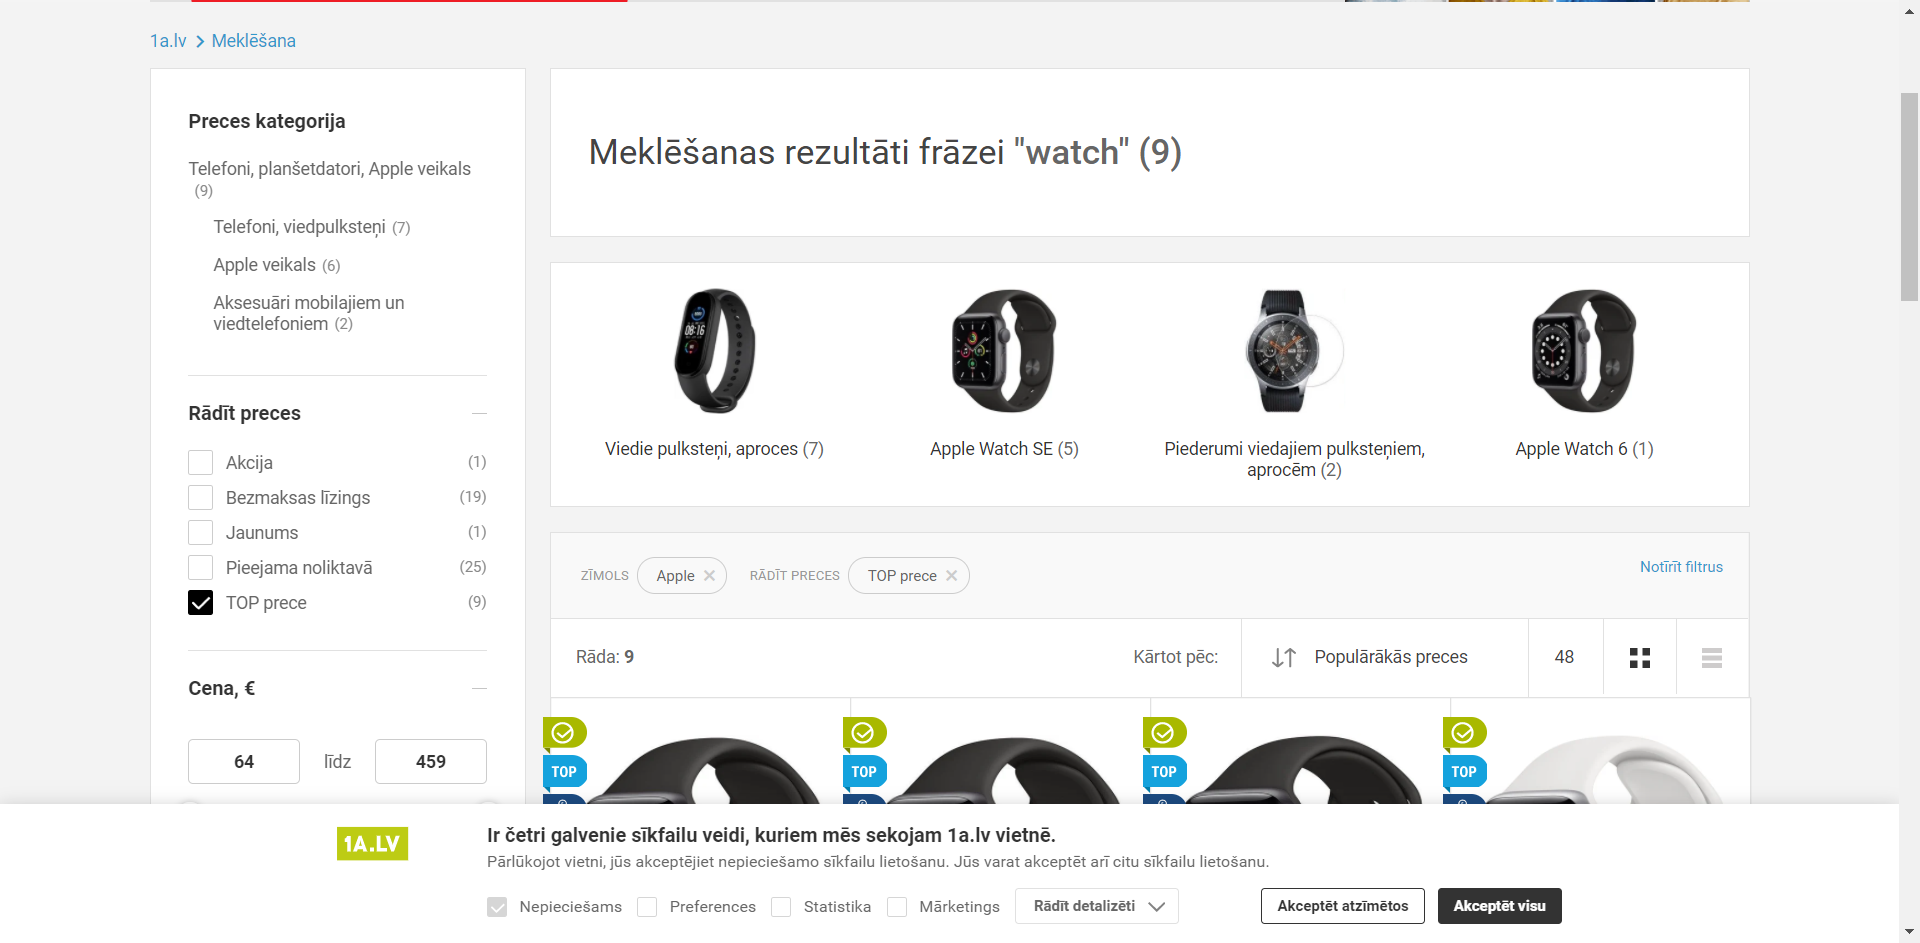 1a.lv > Meklēšana
Preces kategorija
Telefoni, planšetdatori, Apple veikals
(9)
Telefoni, viedpulksteņi (7)
Apple veikals (6)
Aksesuāri mobilajiem un
viedtelefoniem (2)
Rādīt preces
Akcija (1)
Bezmaksas līzings (19)
Jaunums (1)
Pieejama noliktavā (25)
TOP prece (9)
Cena, €
64 līdz 459
Meklēšanas rezultāti frāzei "watch" (9)
08:16
Viedie pulksteņi, aproces (7)
Apple Watch SE (5)
Piederumi viedajiem pulksteņiem,
aprocēm (2)
Apple Watch 6 (1)
ZĪMOLS Apple RĀDĪT PRECES TOP prece
Notīrīt filtrus
Rāda: 9
Kārtot pēc: Populārākās preces 48
TOP TOP TOP TOP
1A.LV
Ir četri galvenie sīkfailu veidi, kuriem mēs sekojam 1a.lv vietnē.
Pārlūkojot vietni, jūs akceptējiet nepieciešamo sīkfailu lietošanu. Jūs varat akceptēt arī citu sīkfailu lietošanu.
Nepieciešams Preferences Statistika Mārketings Rādīt detalizēti Akceptēt atzīmētos Akceptēt visu